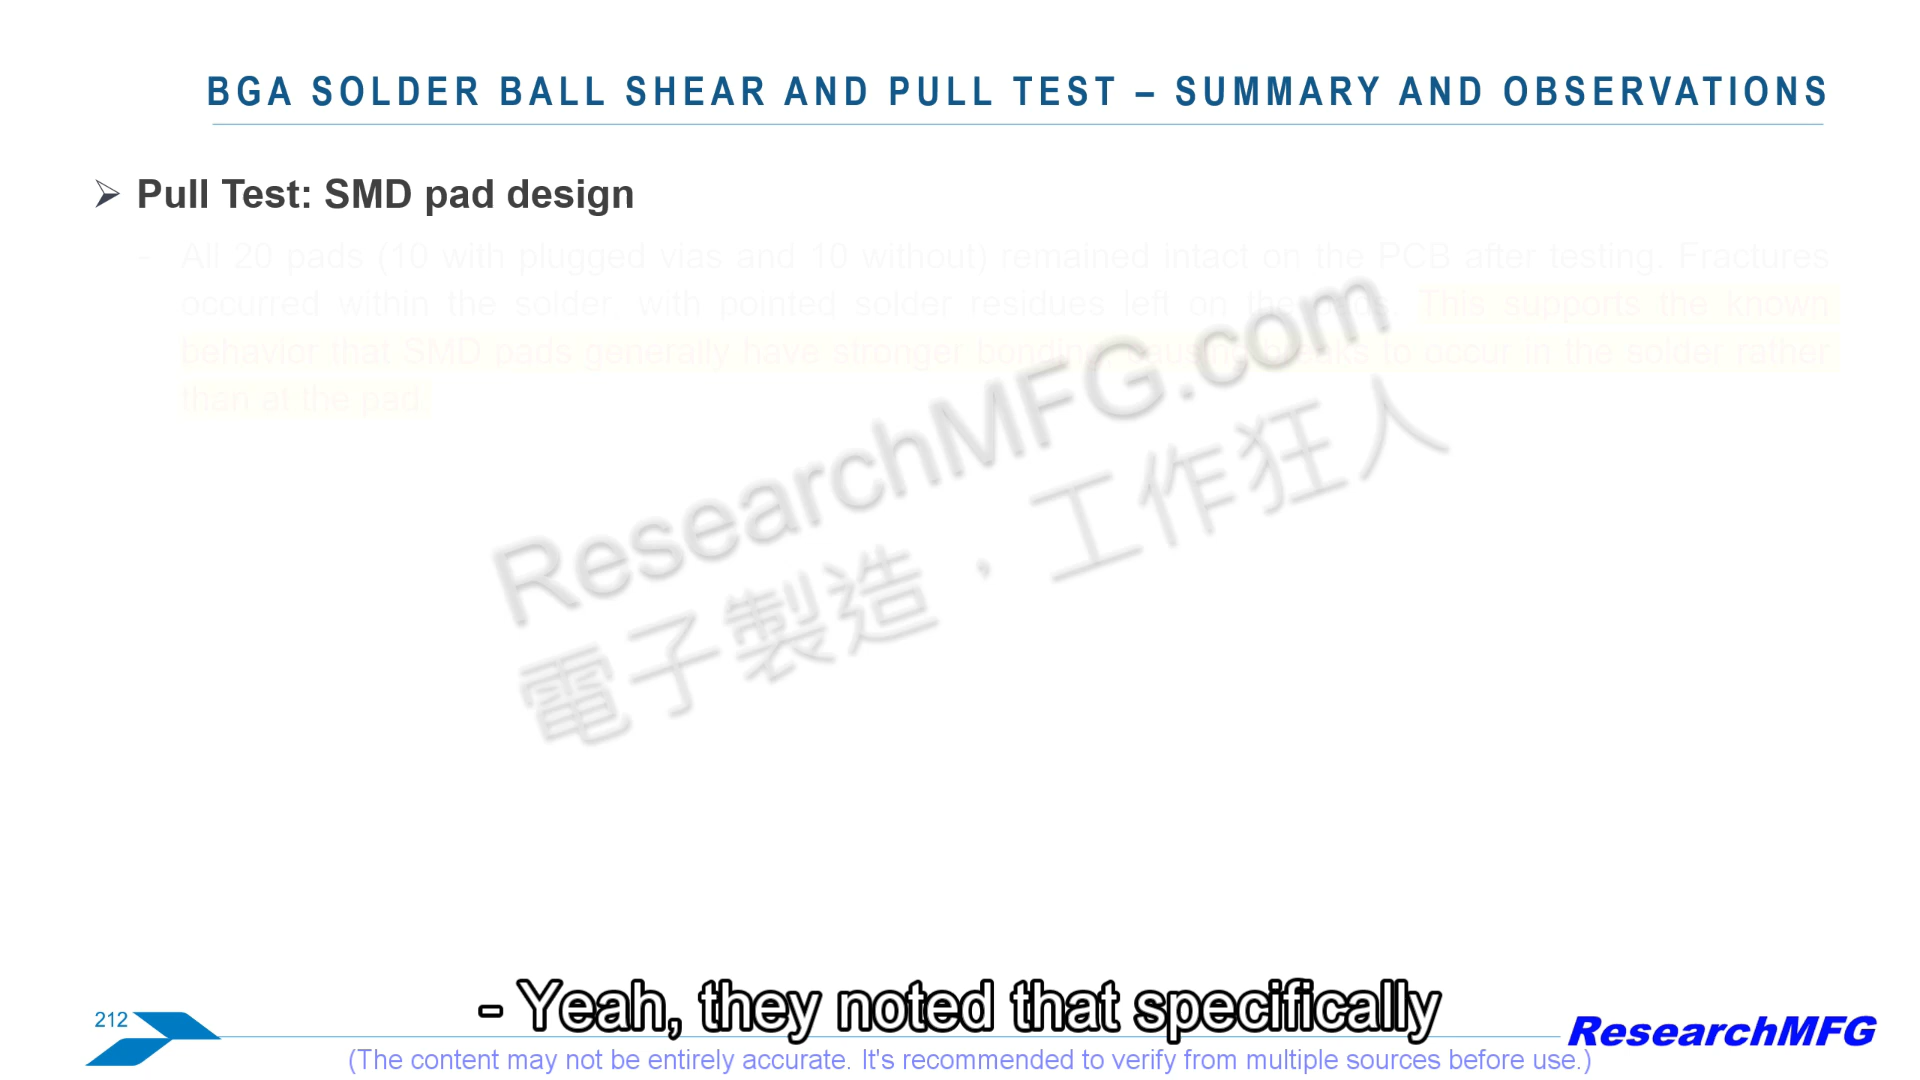 BGA SOLDER BALL SHEAR AND PULL TEST – SUMMARY AND OBSERVATIONS
➢ Pull Test: SMD pad design
- All 20 pads (10 with plugged vias and 10 without) remained intact on the PCB after testing. Fractures
occurred within the solder, with pointed solder residues left on the pads. This supports the known
behavior that SMD pads generally have stronger bonding, causing breaks to occur in the solder rather
than at the pad.
ResearchMFG.com
電子製造，工作狂人
- Yeah, they noted that specifically
212
ResearchMFG
(The content may not be entirely accurate. It's recommended to verify from multiple sources before use.)